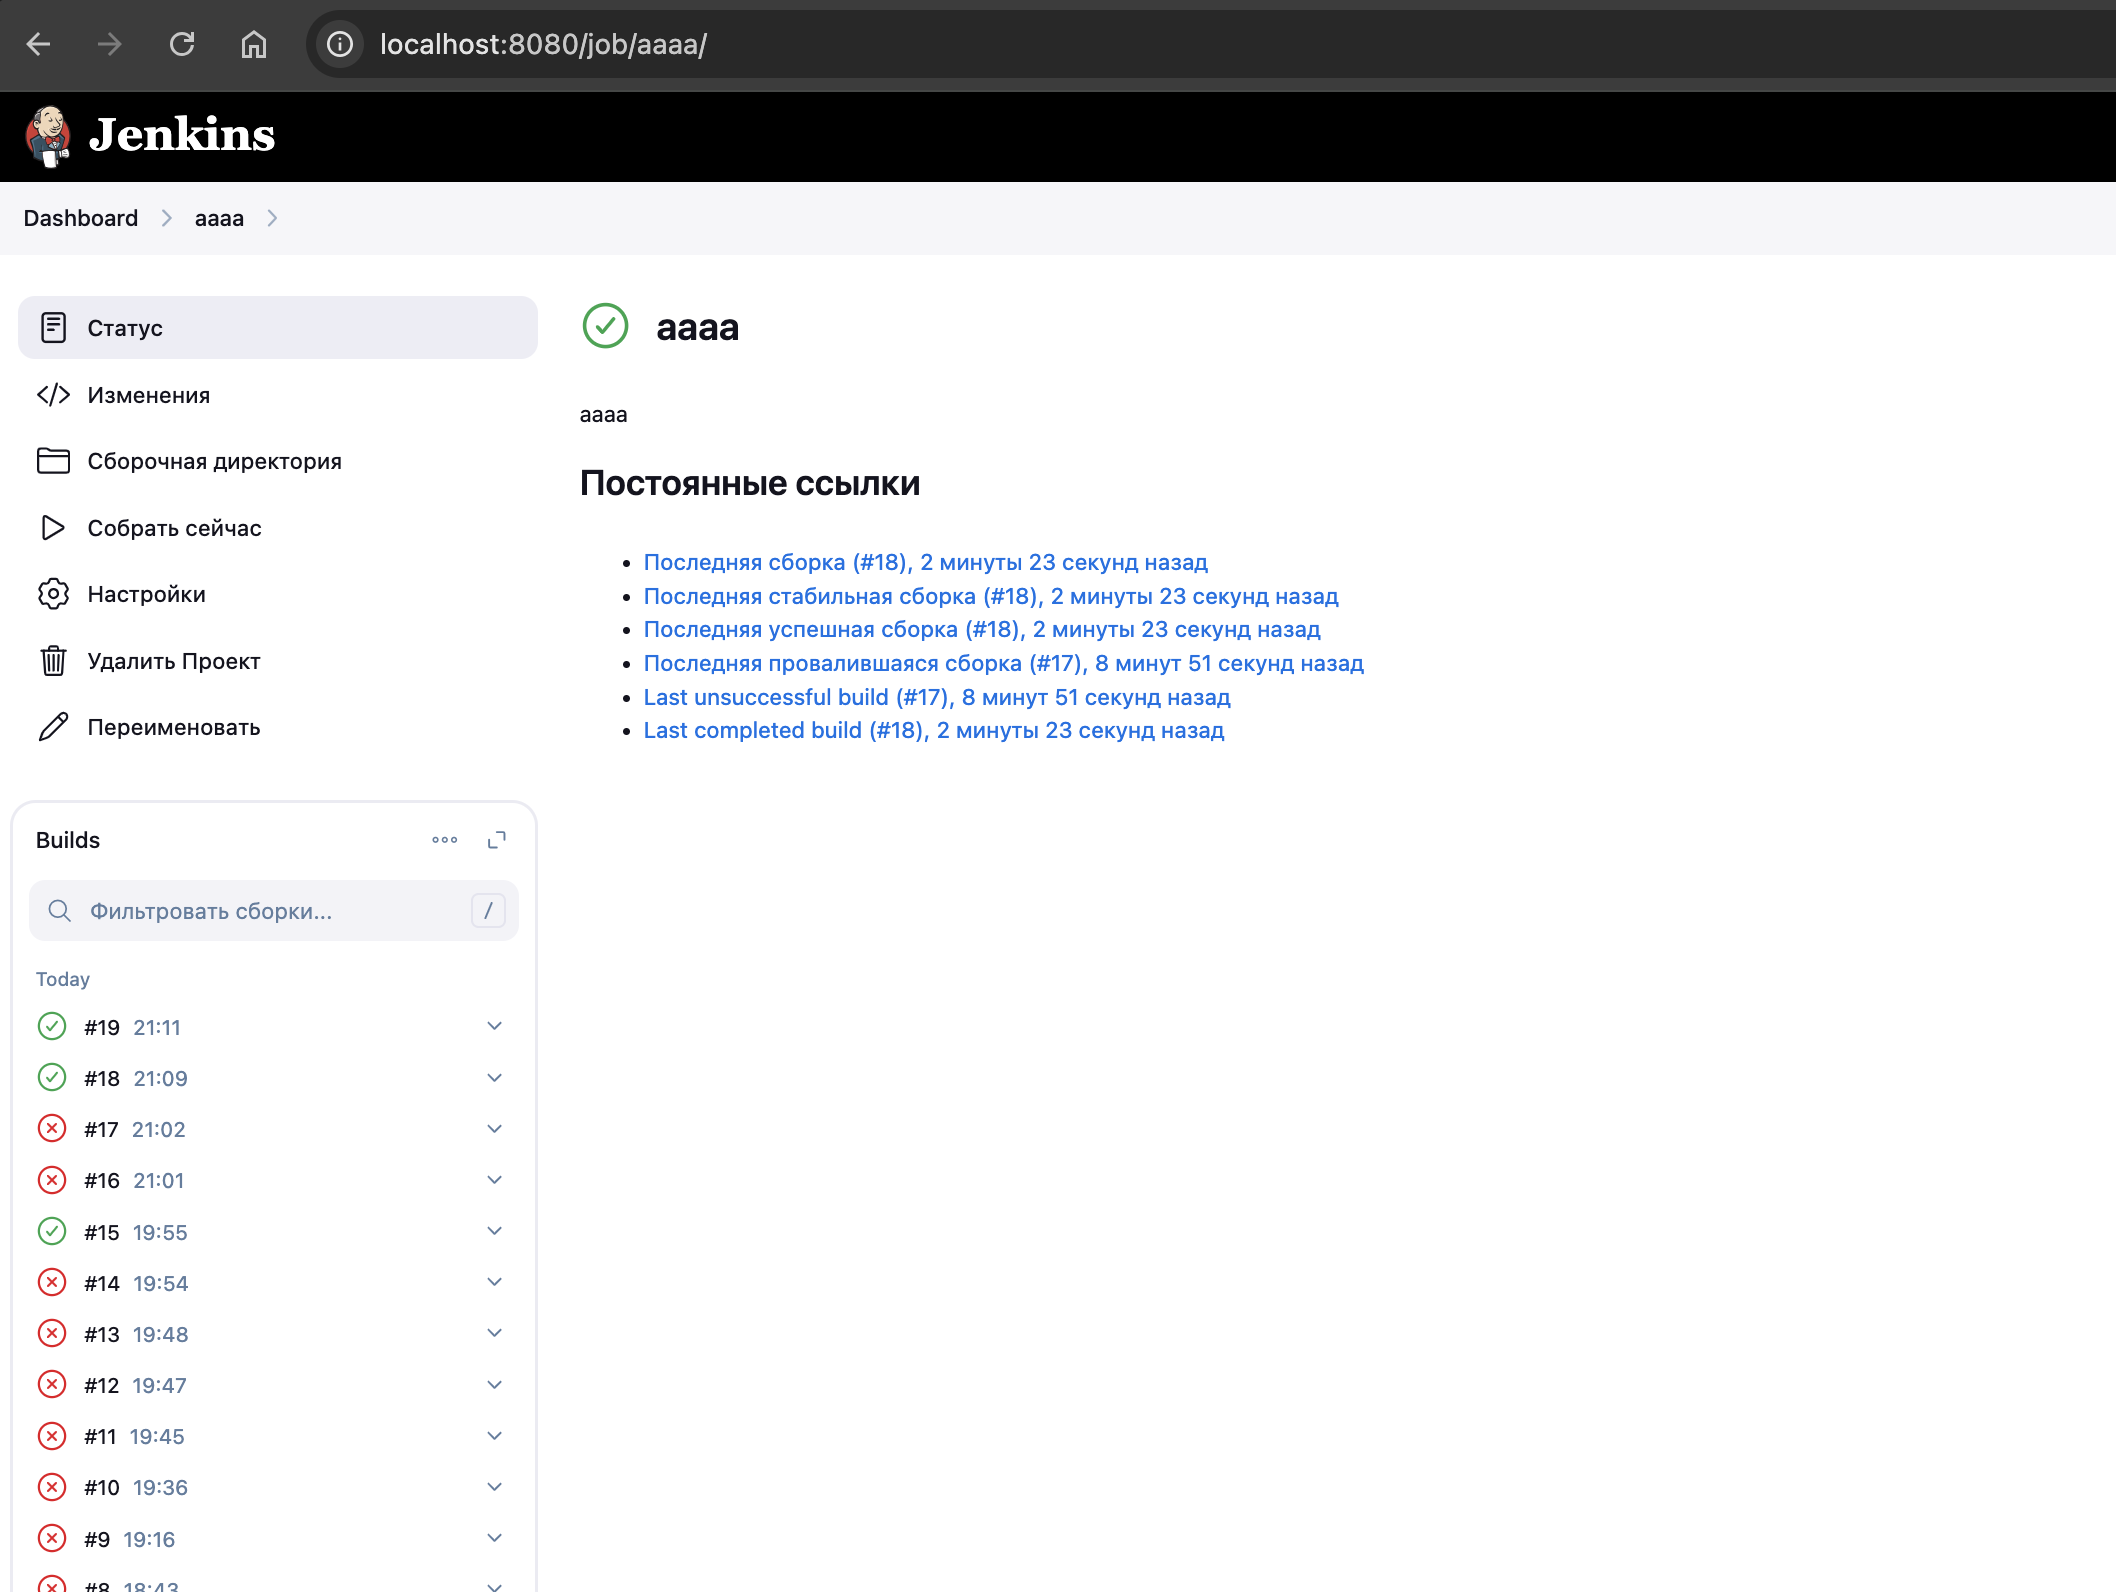 localhost:8080/job/aaaa/
Jenkins
Dashboard
aaaa
Статус
Изменения
Сборочная директория
Собрать сейчас
Настройки
Удалить Проект
Переименовать
aaaa
aaaa
Постоянные ссылки
Последняя сборка (#18), 2 минуты 23 секунд назад
Последняя стабильная сборка (#18), 2 минуты 23 секунд назад
Последняя успешная сборка (#18), 2 минуты 23 секунд назад
Последняя провалившаяся сборка (#17), 8 минут 51 секунд назад
Last unsuccessful build (#17), 8 минут 51 секунд назад
Last completed build (#18), 2 минуты 23 секунд назад
Builds
Фильтровать сборки... /
Today
#19 21:11
#18 21:09
#17 21:02
#16 21:01
#15 19:55
#14 19:54
#13 19:48
#12 19:47
#11 19:45
#10 19:36
#9 19:16
#8 18:43